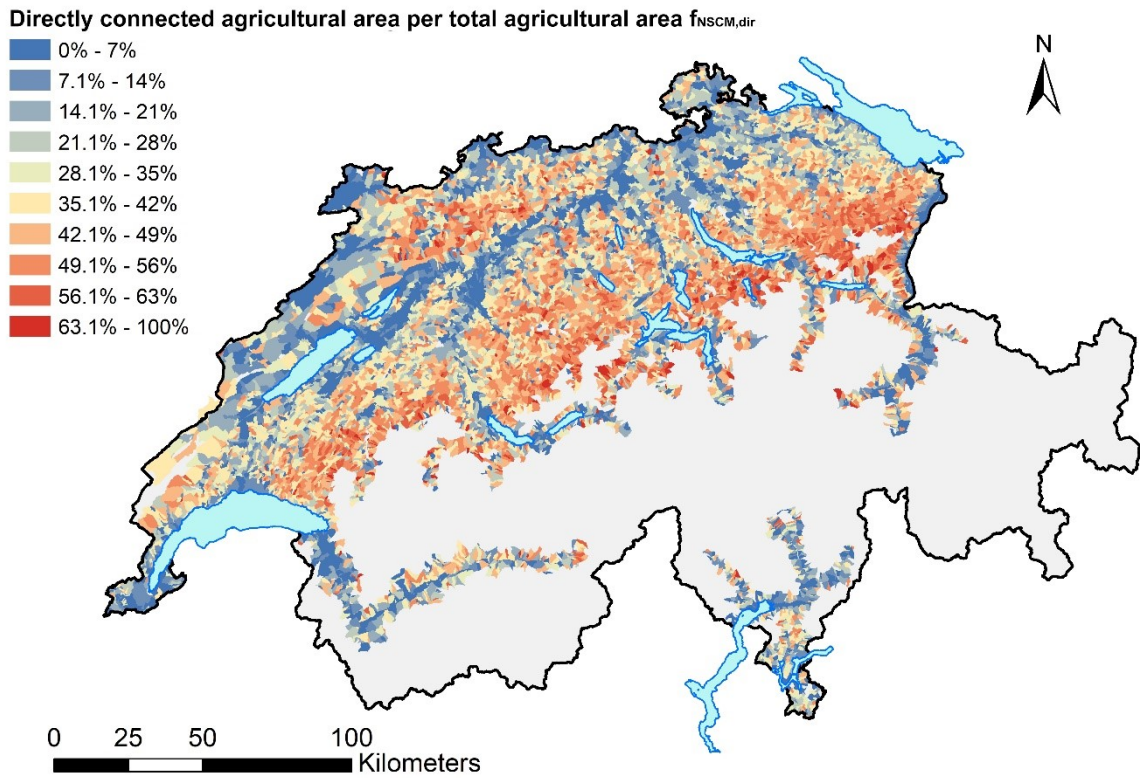 Directly connected agricultural area per total agricultural area fNSCM,dir
0% - 7%
7.1% - 14%
14.1% - 21%
21.1% - 28%
28.1% - 35%
35.1% - 42%
42.1% - 49%
49.1% - 56%
56.1% - 63%
63.1% - 100%
N
0 25 50 100
Kilometers